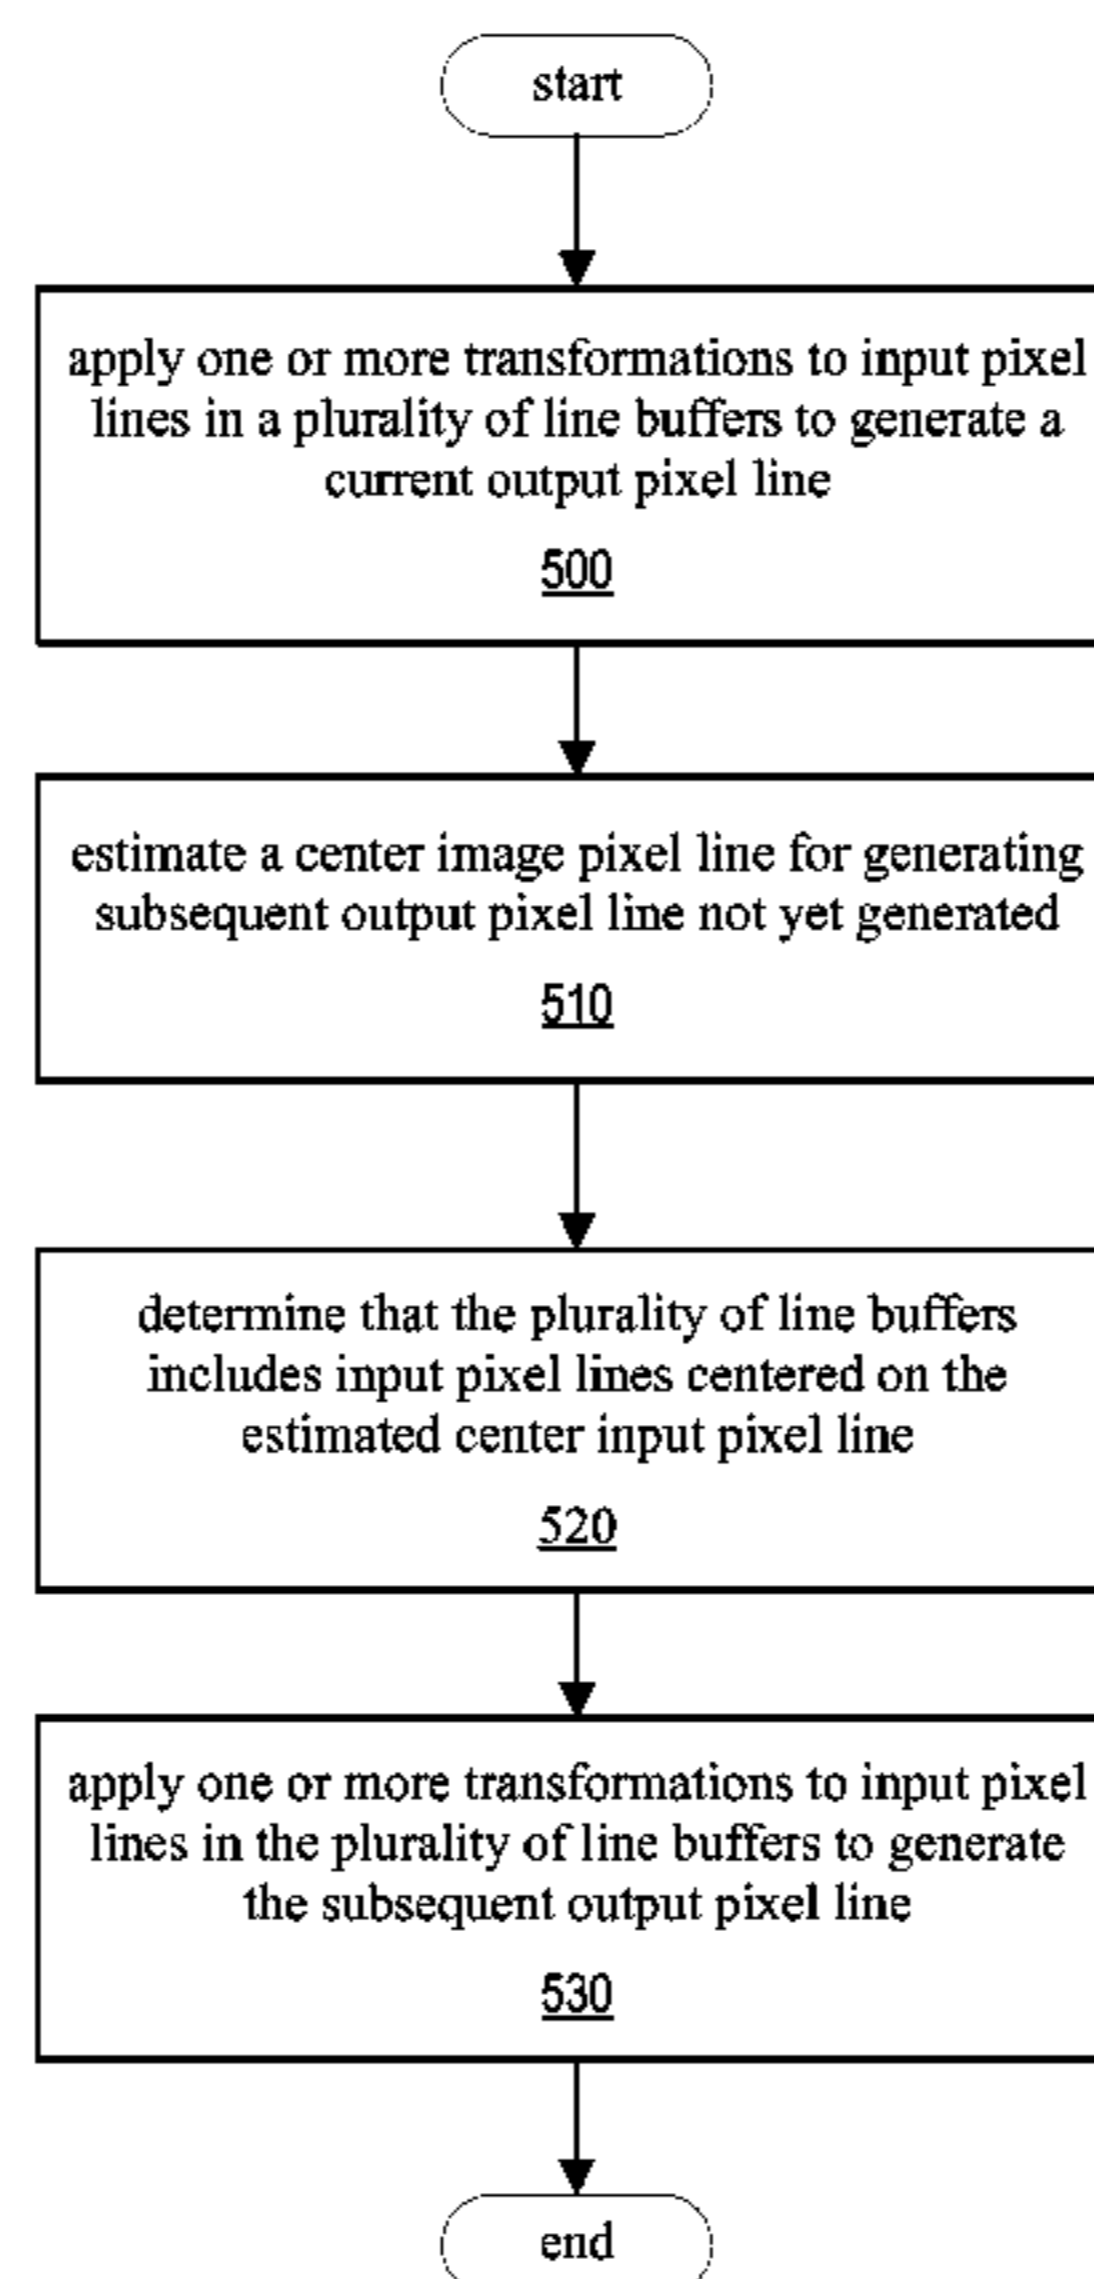 start
apply one or more transformations to input pixel
lines in a plurality of line buffers to generate a
current output pixel line
500
estimate a center image pixel line for generating
subsequent output pixel line not yet generated
510
determine that the plurality of line buffers
includes input pixel lines centered on the
estimated center input pixel line
520
apply one or more transformations to input pixel
lines in the plurality of line buffers to generate
the subsequent output pixel line
530
end